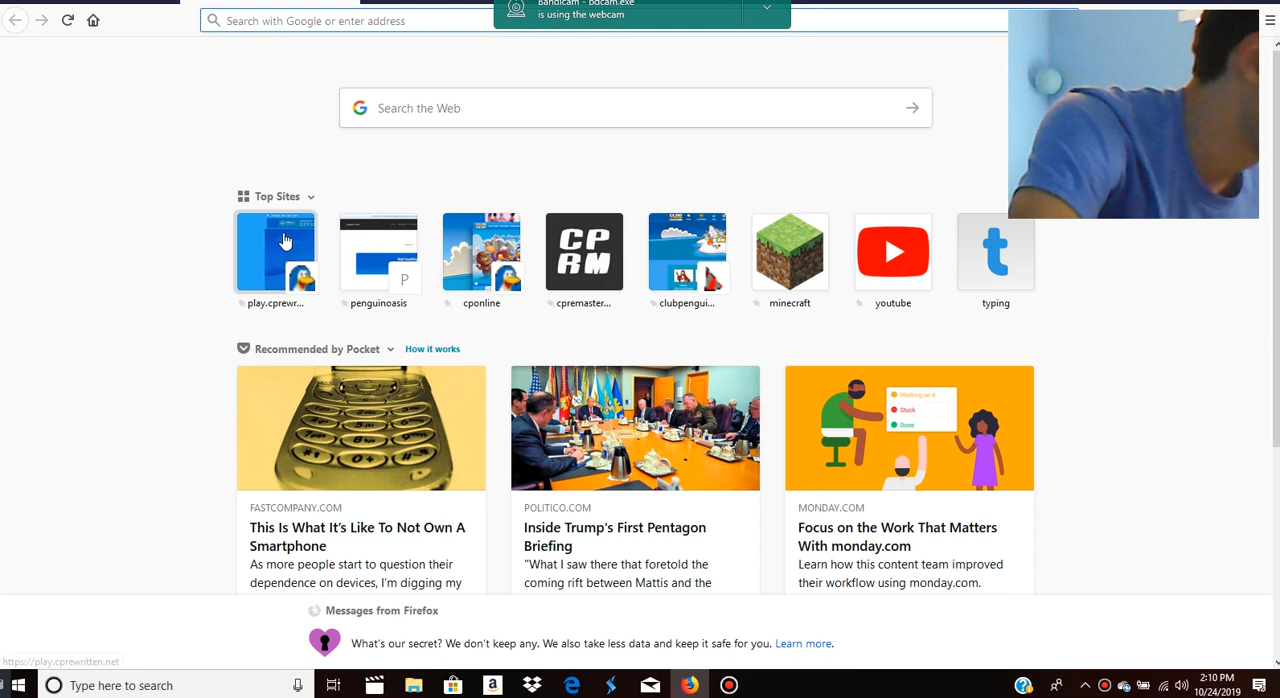 Bandicam - bdcam.exe
is using the webcam
Search with Google or enter address
Search the Web
Top Sites
play.cprewr...
penguinoasis
cponline
cpremaster...
clubpengui...
minecraft
youtube
typing
P
CP
RM
t
Recommended by Pocket
How it works
Working on it
Stuck
Done
FASTCOMPANY.COM
This Is What It's Like To Not Own A
Smartphone
As more people start to question their
dependence on devices, I'm digging my
POLITICO.COM
Inside Trump's First Pentagon
Briefing
"What I saw there that foretold the
coming rift between Mattis and the
MONDAY.COM
Focus on the Work That Matters
With monday.com
Learn how this content team improved
their workflow using monday.com.
Messages from Firefox
What's our secret? We don't keep any. We also take less data and keep it safe for you. Learn more.
https://play.cprewritten.net
Type here to search
2:10 PM
10/24/2019